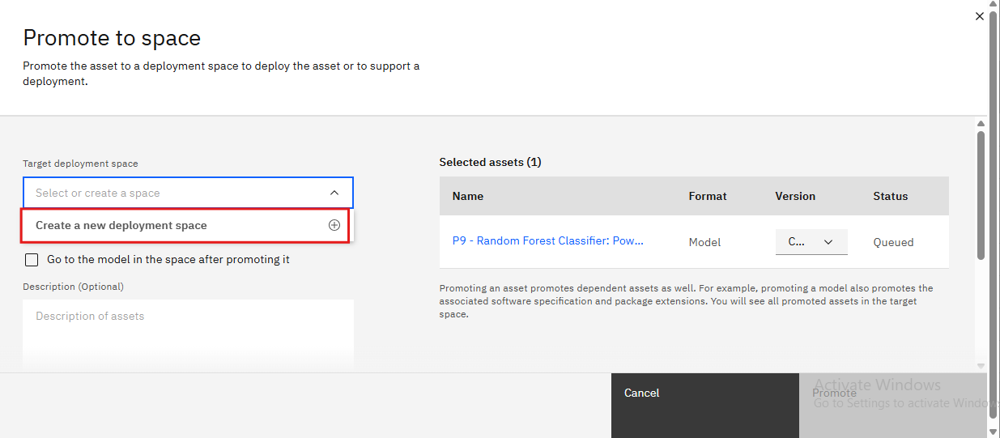 Promote to space
Promote the asset to a deployment space to deploy the asset or to support a
deployment.
Target deployment space
Select or create a space
Create a new deployment space
Go to the model in the space after promoting it
Description (Optional)
Description of assets
Selected assets (1)
Name Format Version Status
P9 - Random Forest Classifier: Pow... Model C... Queued
Promoting an asset promotes dependent assets as well. For example, promoting a model also promotes the
associated software specification and package extensions. You will see all promoted assets in the target
space.
Cancel
Promote
Activate Windows
Go to Settings to activate Windows